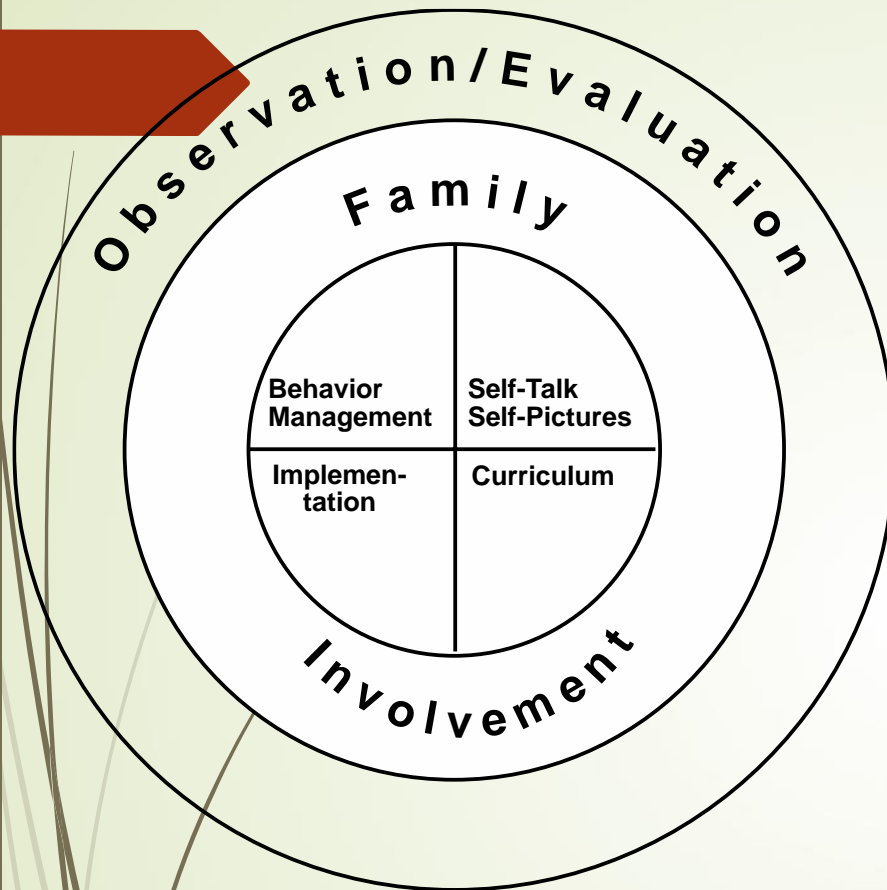 Observation/Evaluation
Family
Behavior
Management
Self-Talk
Self-Pictures
Implemen-
tation
Curriculum
Involvement